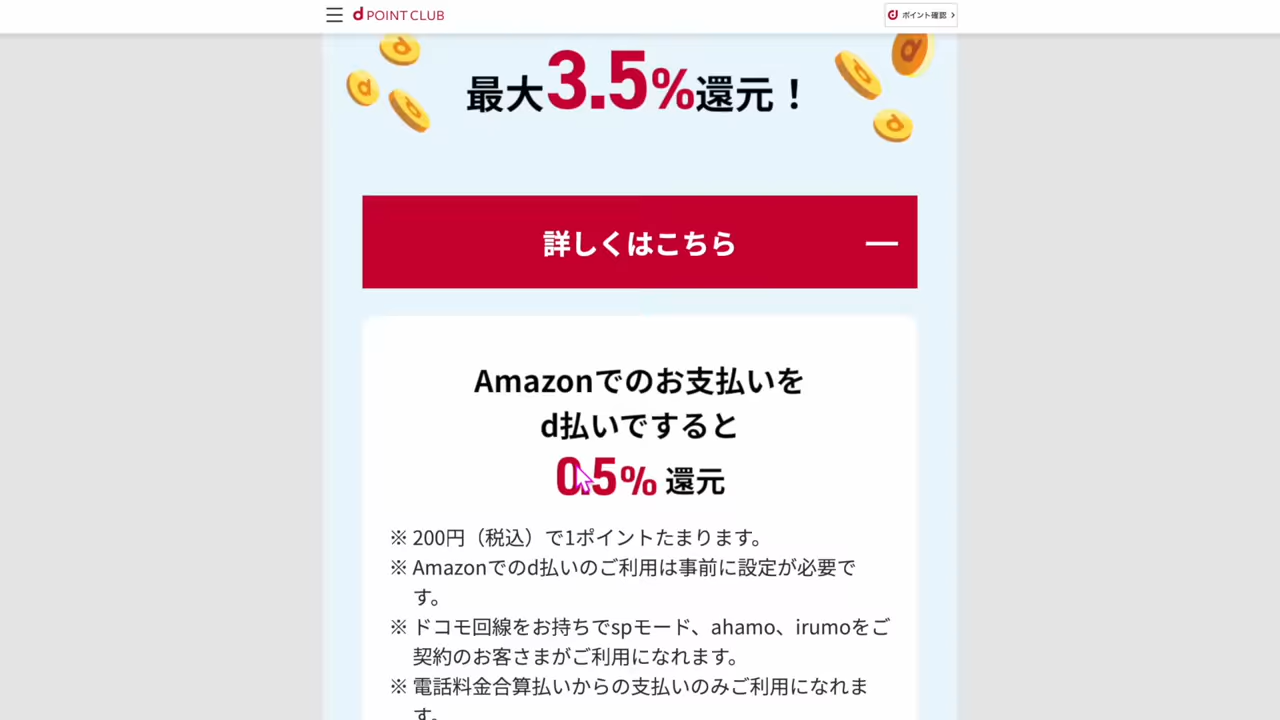 d POINT CLUB
d ポイント確認
最大3.5%還元！
詳しくはこちら
Amazonでのお支払いを
d払いですると
0.5% 還元
※ 200円（税込）で1ポイントたまります。
※ Amazonでのd払いのご利用は事前に設定が必要で
す。
※ ドコモ回線をお持ちでspモード、ahamo、irumoをご
契約のお客さまがご利用になれます。
※ 電話料金合算払いからの支払いのみご利用になれま
す。